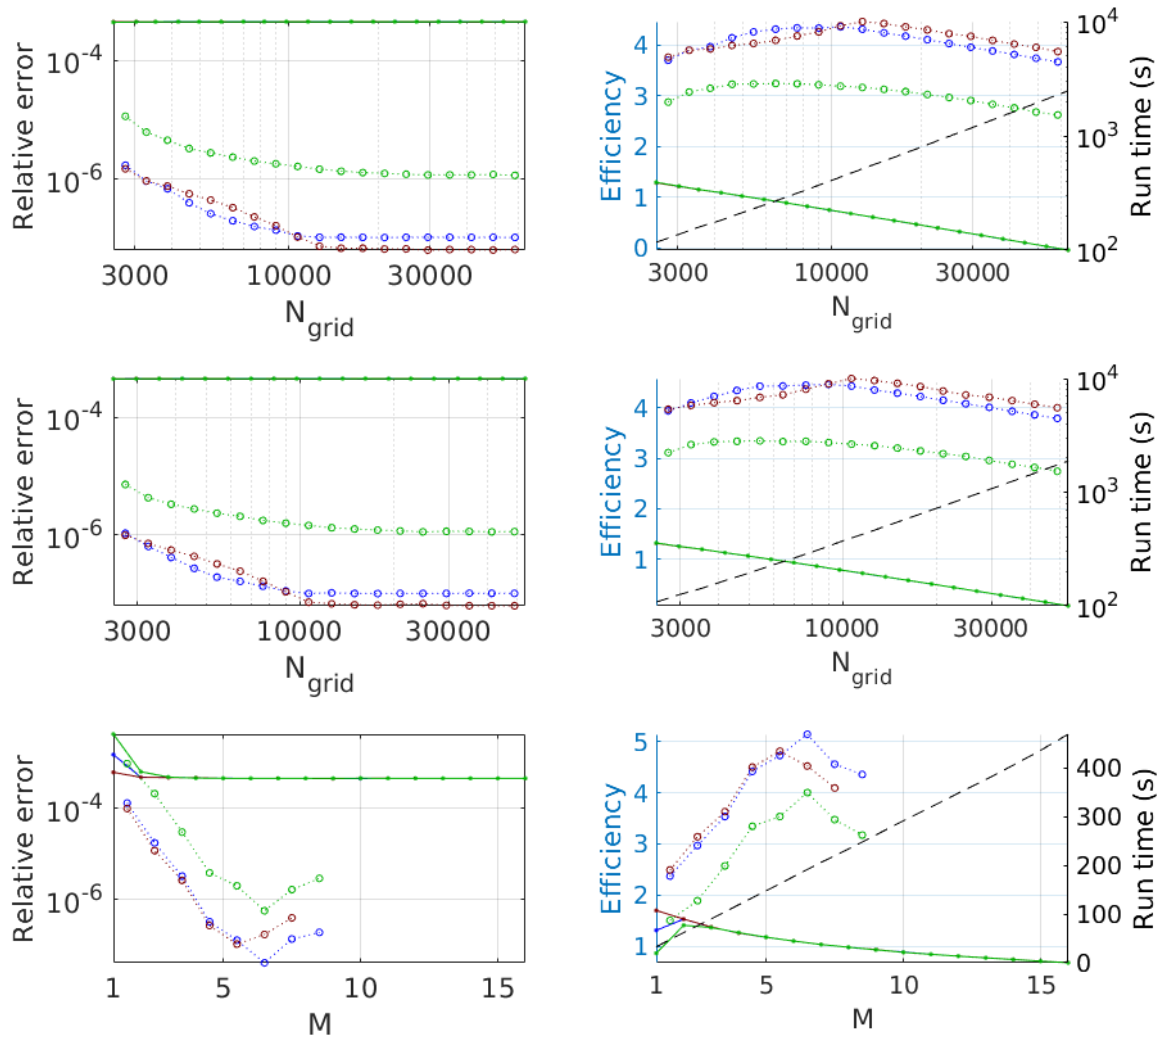 Relative error
10^-4
10^-6
3000 10000 30000
N_grid
Efficiency
4
3
2
1
0
3000 10000 30000
N_grid
10^4
10^3
10^2
Run time (s)
Relative error
10^-4
10^-6
3000 10000 30000
N_grid
Efficiency
4
3
2
1
3000 10000 30000
N_grid
10^4
10^3
10^2
Run time (s)
Relative error
10^-4
10^-6
1 5 10 15
M
Efficiency
5
4
3
2
1
1 5 10 15
M
400
300
200
100
0
Run time (s)